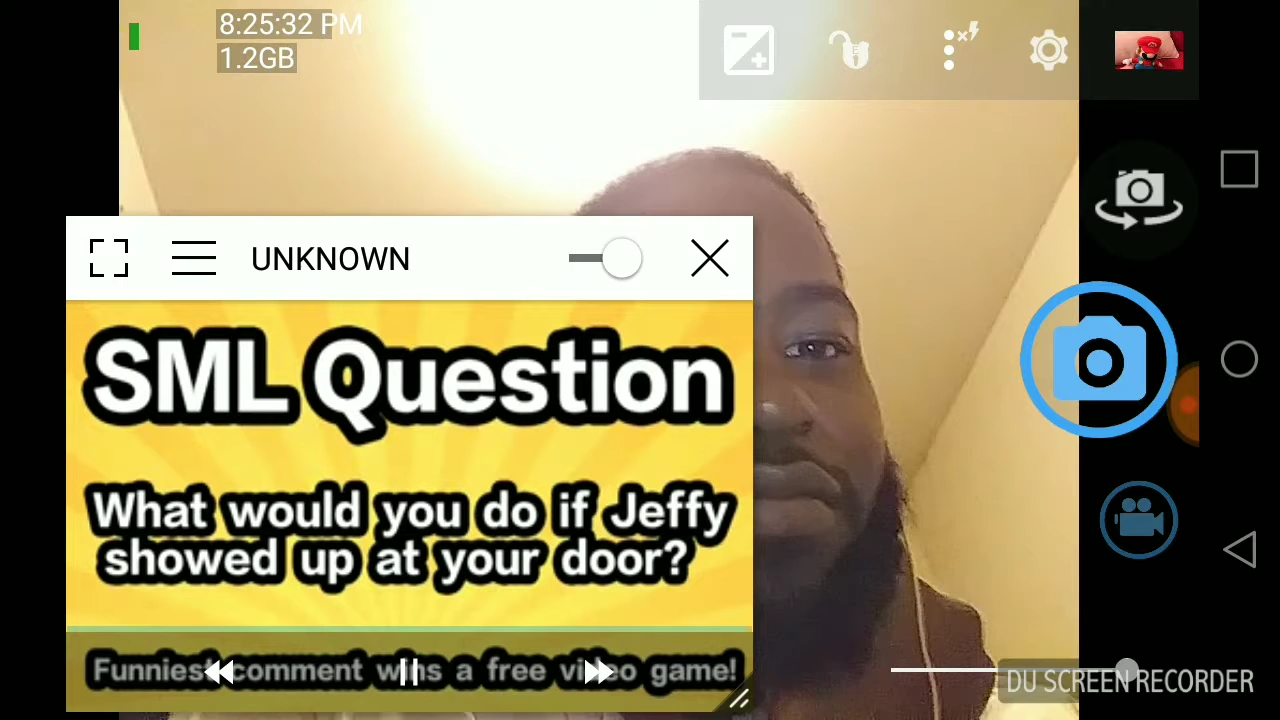 8:25:32 PM
1.2GB
UNKNOWN
SML Question
What would you do if Jeffy
showed up at your door?
Funniest comment wins a free video game!
DU SCREEN RECORDER